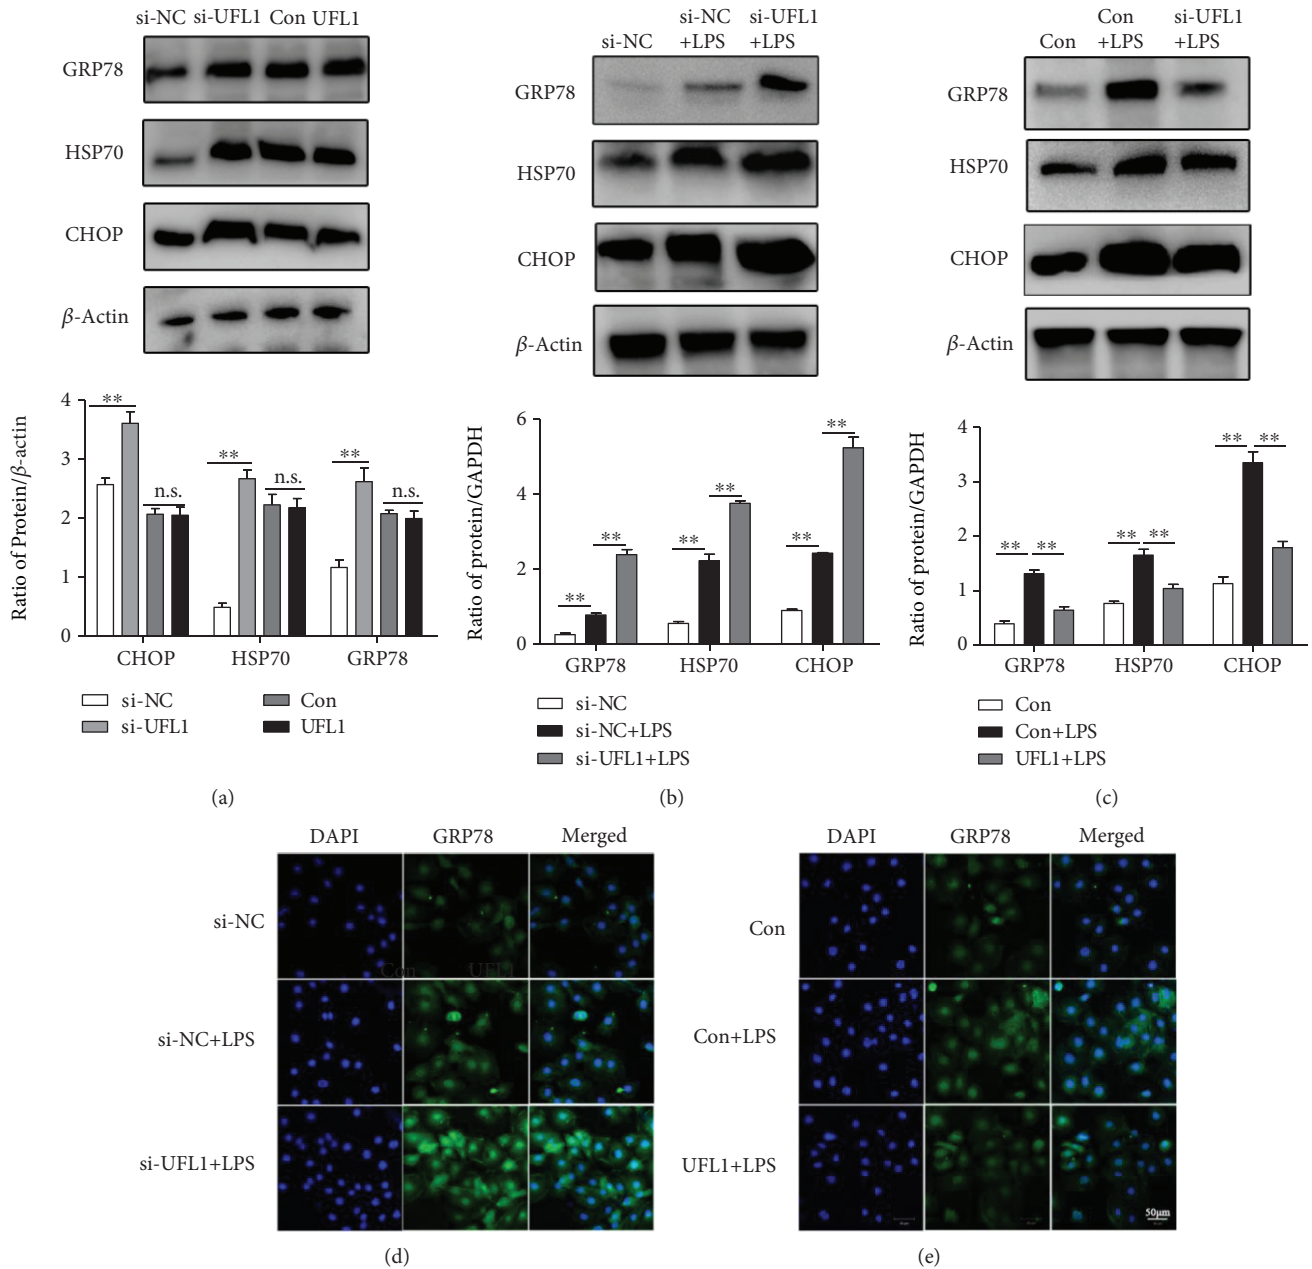 si-NC si-UFL1 Con UFL1
GRP78
HSP70
CHOP
β-Actin
Ratio of Protein/β-actin
4
3
2
1
0
**
**
**
n.s.
n.s.
n.s.
CHOP HSP70 GRP78
si-NC Con
si-UFL1 UFL1
(a)
si-NC si-NC +LPS si-UFL1 +LPS
GRP78
HSP70
CHOP
β-Actin
Ratio of protein/GAPDH
6
4
2
0
**
**
**
**
**
**
GRP78 HSP70 CHOP
si-NC
si-NC+LPS
si-UFL1+LPS
(b)
Con Con +LPS si-UFL1 +LPS
GRP78
HSP70
CHOP
β-Actin
Ratio of protein/GAPDH
4
3
2
1
0
** **
** **
** **
GRP78 HSP70 CHOP
Con
Con+LPS
UFL1+LPS
(c)
DAPI GRP78 Merged
si-NC
Con UFL1
si-NC+LPS
si-UFL1+LPS
(d)
DAPI GRP78 Merged
Con
Con+LPS
UFL1+LPS
50μm
(e)